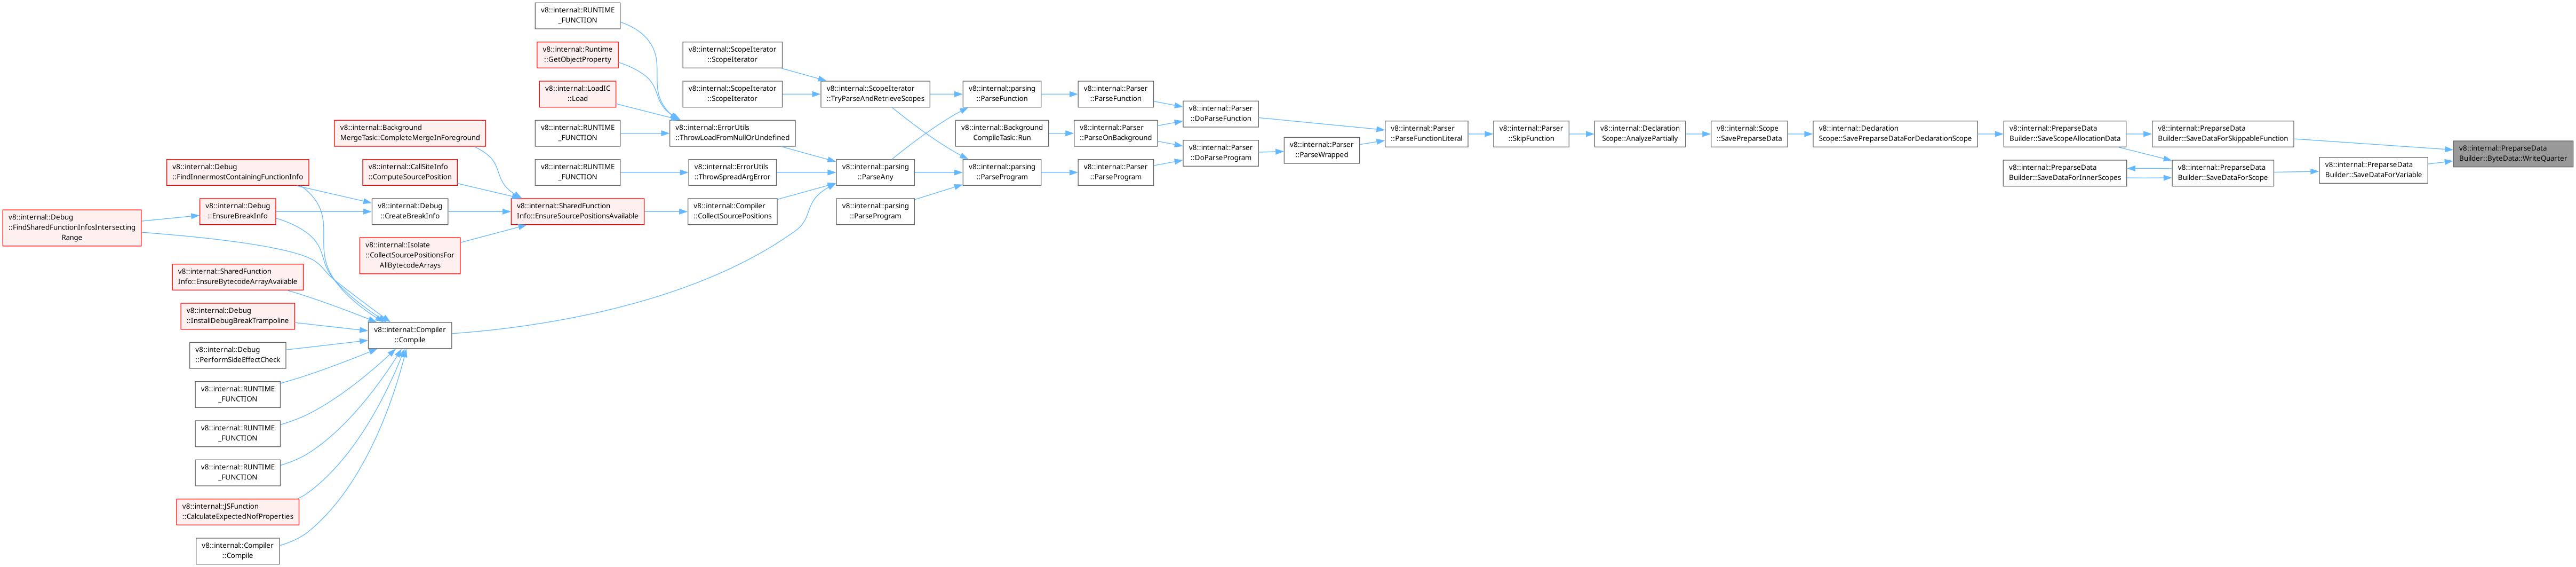 v8::internal::RUNTIME
_FUNCTION
v8::internal::Runtime
::GetObjectProperty
v8::internal::LoadIC
::Load
v8::internal::RUNTIME
_FUNCTION
v8::internal::RUNTIME
_FUNCTION
v8::internal::ScopeIterator
::ScopeIterator
v8::internal::ScopeIterator
::ScopeIterator
v8::internal::ErrorUtils
::ThrowLoadFromNullOrUndefined
v8::internal::ErrorUtils
::ThrowSpreadArgError
v8::internal::Compiler
::CollectSourcePositions
v8::internal::ScopeIterator
::TryParseAndRetrieveScopes
v8::internal::parsing
::ParseAny
v8::internal::parsing
::ParseProgram
v8::internal::parsing
::ParseFunction
v8::internal::Background
CompileTask::Run
v8::internal::parsing
::ParseProgram
v8::internal::Parser
::ParseFunction
v8::internal::Parser
::ParseOnBackground
v8::internal::Parser
::ParseProgram
v8::internal::Parser
::DoParseFunction
v8::internal::Parser
::DoParseProgram
v8::internal::Parser
::ParseWrapped
v8::internal::Parser
::ParseFunctionLiteral
v8::internal::Parser
::SkipFunction
v8::internal::Declaration
Scope::AnalyzePartially
v8::internal::Scope
::SavePreparseData
v8::internal::Declaration
Scope::SavePreparseDataForDeclarationScope
v8::internal::PreparseData
Builder::SaveScopeAllocationData
v8::internal::PreparseData
Builder::SaveDataForInnerScopes
v8::internal::PreparseData
Builder::SaveDataForSkippableFunction
v8::internal::PreparseData
Builder::SaveDataForScope
v8::internal::PreparseData
Builder::SaveDataForVariable
v8::internal::PreparseData
Builder::ByteData::WriteQuarter
v8::internal::Background
MergeTask::CompleteMergeInForeground
v8::internal::CallSiteInfo
::ComputeSourcePosition
v8::internal::Debug
::CreateBreakInfo
v8::internal::SharedFunction
Info::EnsureSourcePositionsAvailable
v8::internal::Isolate
::CollectSourcePositionsFor
AllBytecodeArrays
v8::internal::Debug
::FindInnermostContainingFunctionInfo
v8::internal::Debug
::EnsureBreakInfo
v8::internal::Debug
::FindSharedFunctionInfosIntersecting
Range
v8::internal::SharedFunction
Info::EnsureBytecodeArrayAvailable
v8::internal::Debug
::InstallDebugBreakTrampoline
v8::internal::Compiler
::Compile
v8::internal::Debug
::PerformSideEffectCheck
v8::internal::RUNTIME
_FUNCTION
v8::internal::RUNTIME
_FUNCTION
v8::internal::RUNTIME
_FUNCTION
v8::internal::JSFunction
::CalculateExpectedNofProperties
v8::internal::Compiler
::Compile